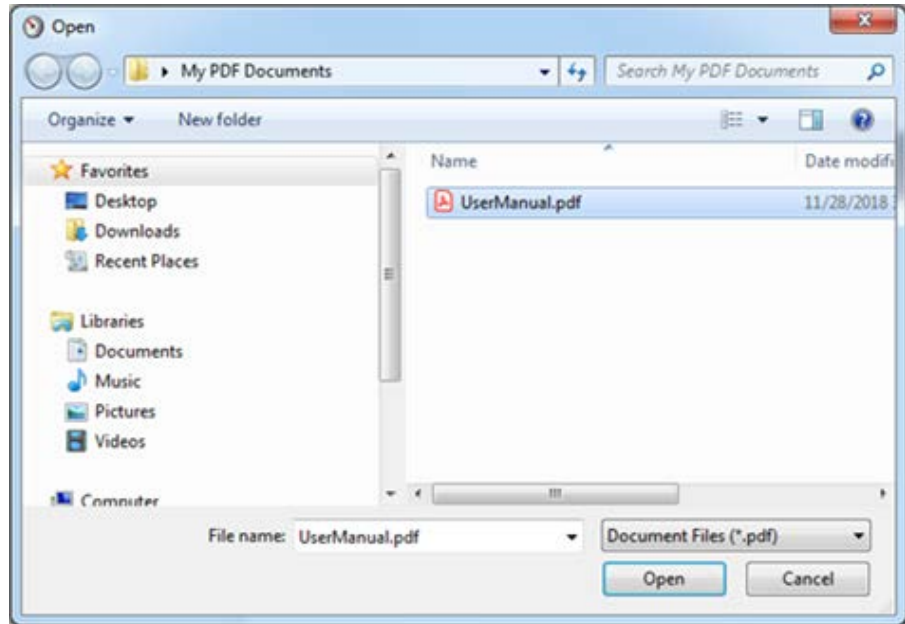 Open
My PDF Documents
Search My PDF Documents
Organize
New folder
Name
Date modifi
Favorites
Desktop
Downloads
Recent Places
UserManual.pdf
11/28/2018
Libraries
Documents
Music
Pictures
Videos
Computer
File name:
UserManual.pdf
Document Files (*.pdf)
Open
Cancel